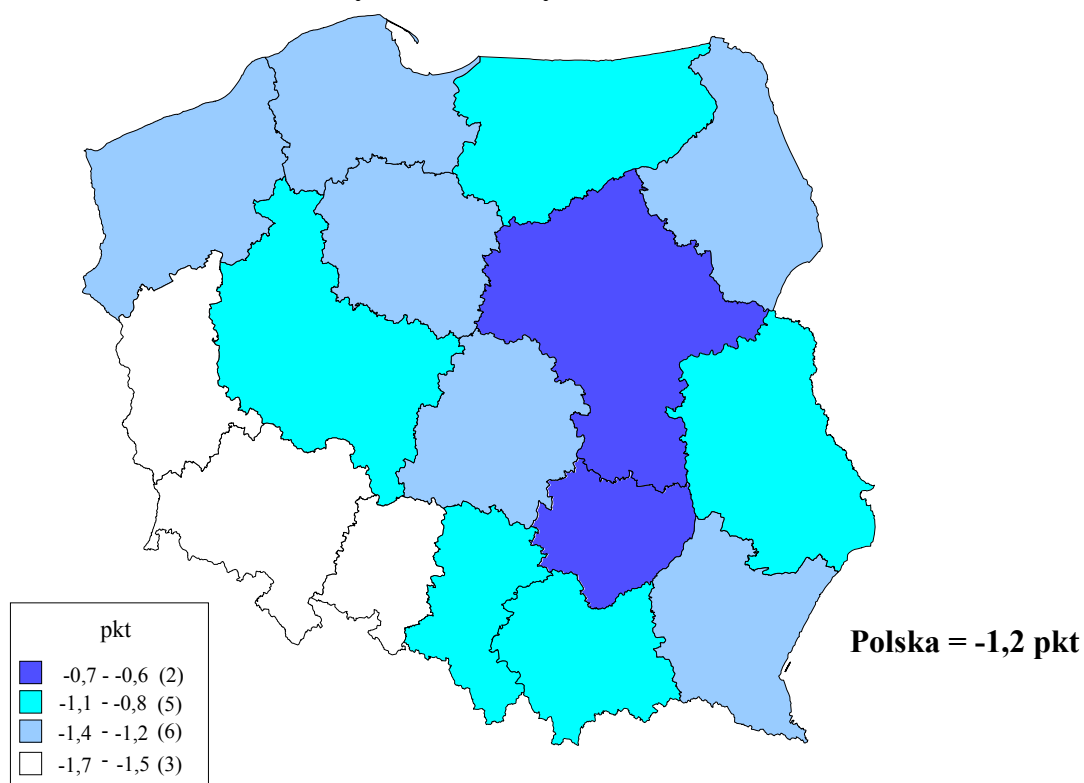 Polska = -1,2 pkt
pkt
-0,7 - -0,6 (2)
-1,1 - -0,8 (5)
-1,4 - -1,2 (6)
-1,7 - -1,5 (3)